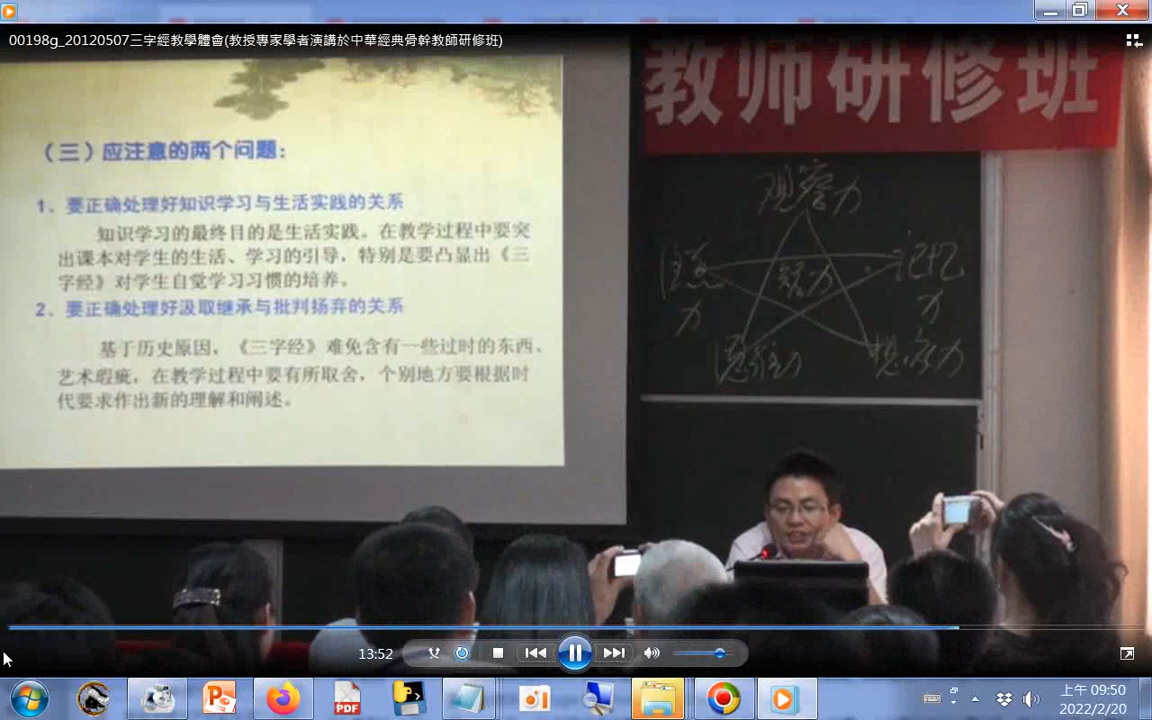 00198g_20120507三字經教學體會(教授專家學者演講於中華經典骨幹教師研修班)
教师研修班
（三）应注意的两个问题：
1、要正确处理好知识学习与生活实践的关系
知识学习的最终目的是生活实践。在教学过程中要突
出课本对学生的生活、学习的引导，特别是要凸显出《三
字经》对学生自觉学习习惯的培养。
2、要正确处理好汲取继承与批判扬弃的关系
基于历史原因，《三字经》难免含有一些过时的东西、
艺术瑕疵，在教学过程中要有所取舍，个别地方要根据时
代要求作出新的理解和阐述。
观察力
注意
力
智力
记忆
力
思维力
想象力
13:52
PDF
上午 09:50
2022/2/20